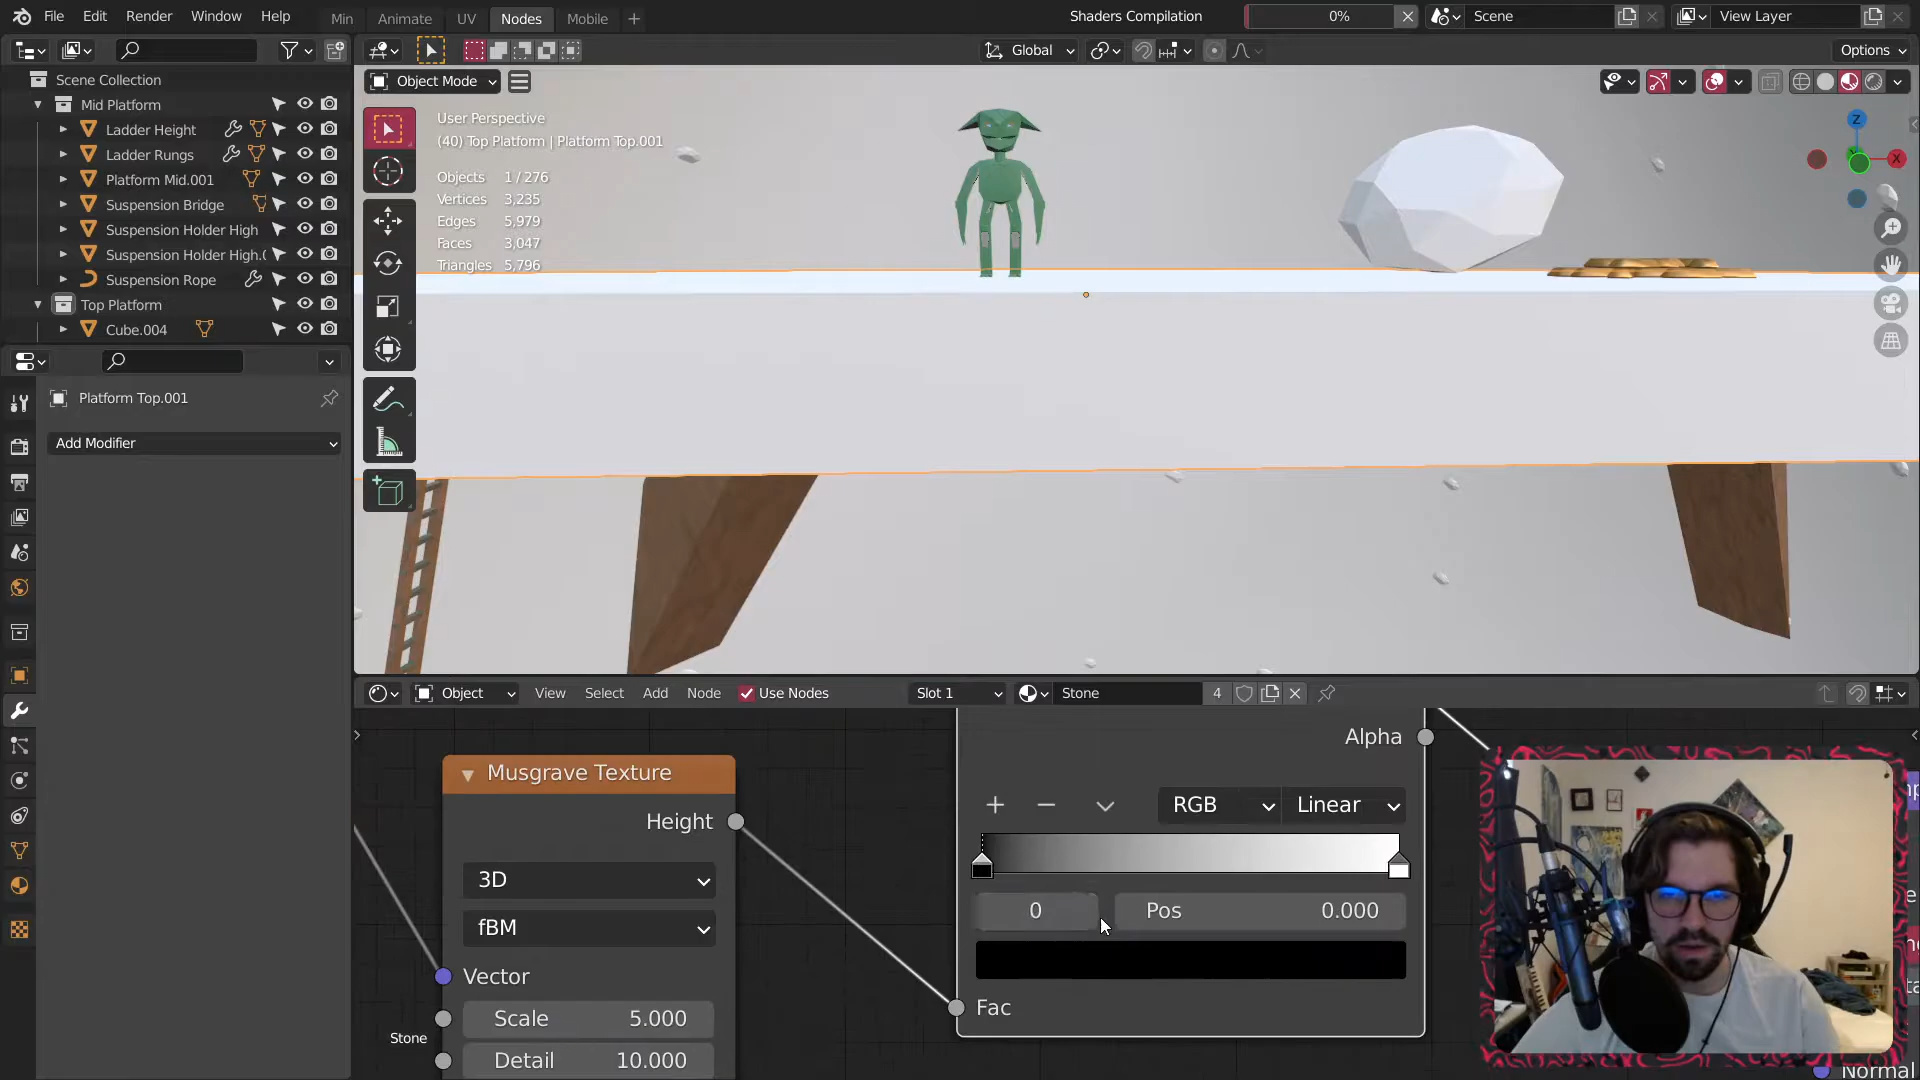 File Edit Render Window Help Min Animate UV Nodes Mobile Shaders Compilation 0% Scene View Layer
Global Options
Scene Collection
Mid Platform
Ladder Height
Ladder Rungs
Platform Mid.001
Suspension Bridge
Suspension Holder High
Suspension Holder High.
Suspension Rope
Top Platform
Cube.004
Platform Top.001
Add Modifier
Object Mode
User Perspective
(40) Top Platform | Platform Top.001
Objects 1 / 276
Vertices 3,235
Edges 5,979
Faces 3,047
Triangles 5,796
Z
X
Object View Select Add Node Use Nodes Slot 1 Stone 4
Musgrave Texture
Height
3D
fBM
Vector
Scale 5.000
Detail 10.000
Stone
Alpha
RGB Linear
0 Pos 0.000
Fac
Normal